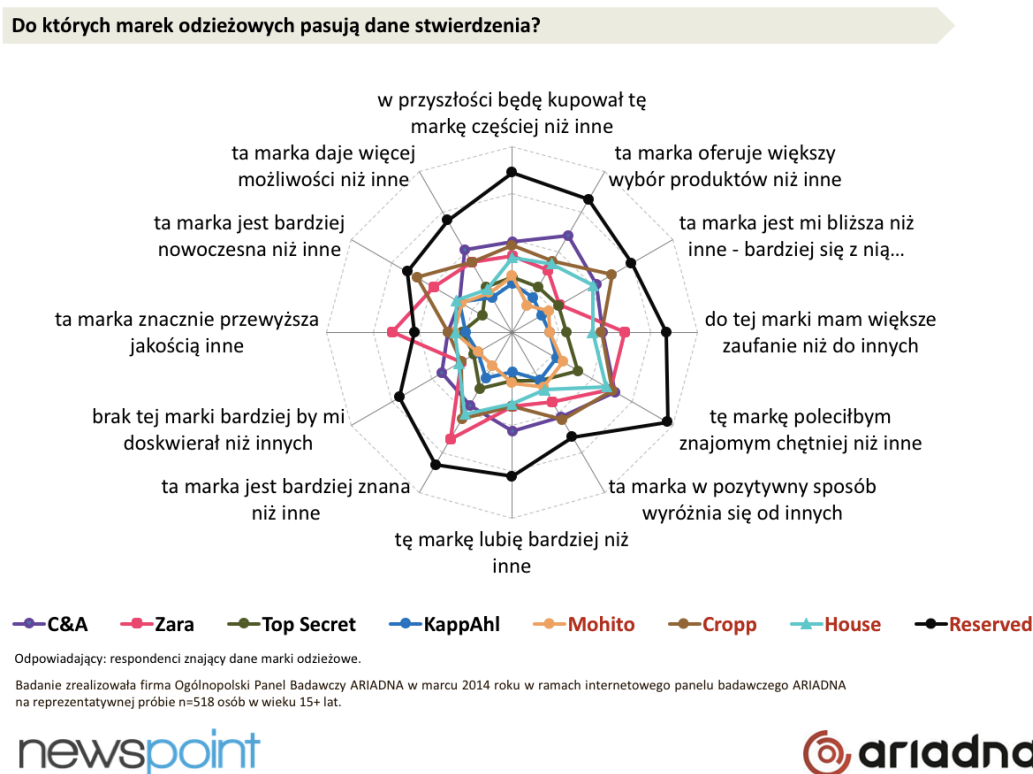 Do których marek odzieżowych pasują dane stwierdzenia?
w przyszłości będę kupował tę
markę częściej niż inne
ta marka oferuje większy
wybór produktów niż inne
ta marka jest mi bliższa niż
inne - bardziej się z nią...
do tej marki mam większe
zaufanie niż do innych
tę markę poleciłbym
znajomym chętniej niż inne
ta marka w pozytywny sposób
wyróżnia się od innych
tę markę lubię bardziej niż
inne
ta marka jest bardziej znana
niż inne
brak tej marki bardziej by mi
doskwierał niż innych
ta marka znacznie przewyższa
jakością inne
ta marka jest bardziej
nowoczesna niż inne
ta marka daje więcej
możliwości niż inne
C&A Zara Top Secret KappAhl Mohito Cropp House Reserved
Odpowiadający: respondenci znający dane marki odzieżowe.
Badanie zrealizowała firma Ogólnopolski Panel Badawczy ARIADNA w marcu 2014 roku w ramach internetowego panelu badawczego ARIADNA
na reprezentatywnej próbie n=518 osób w wieku 15+ lat.
newspoint ariadna